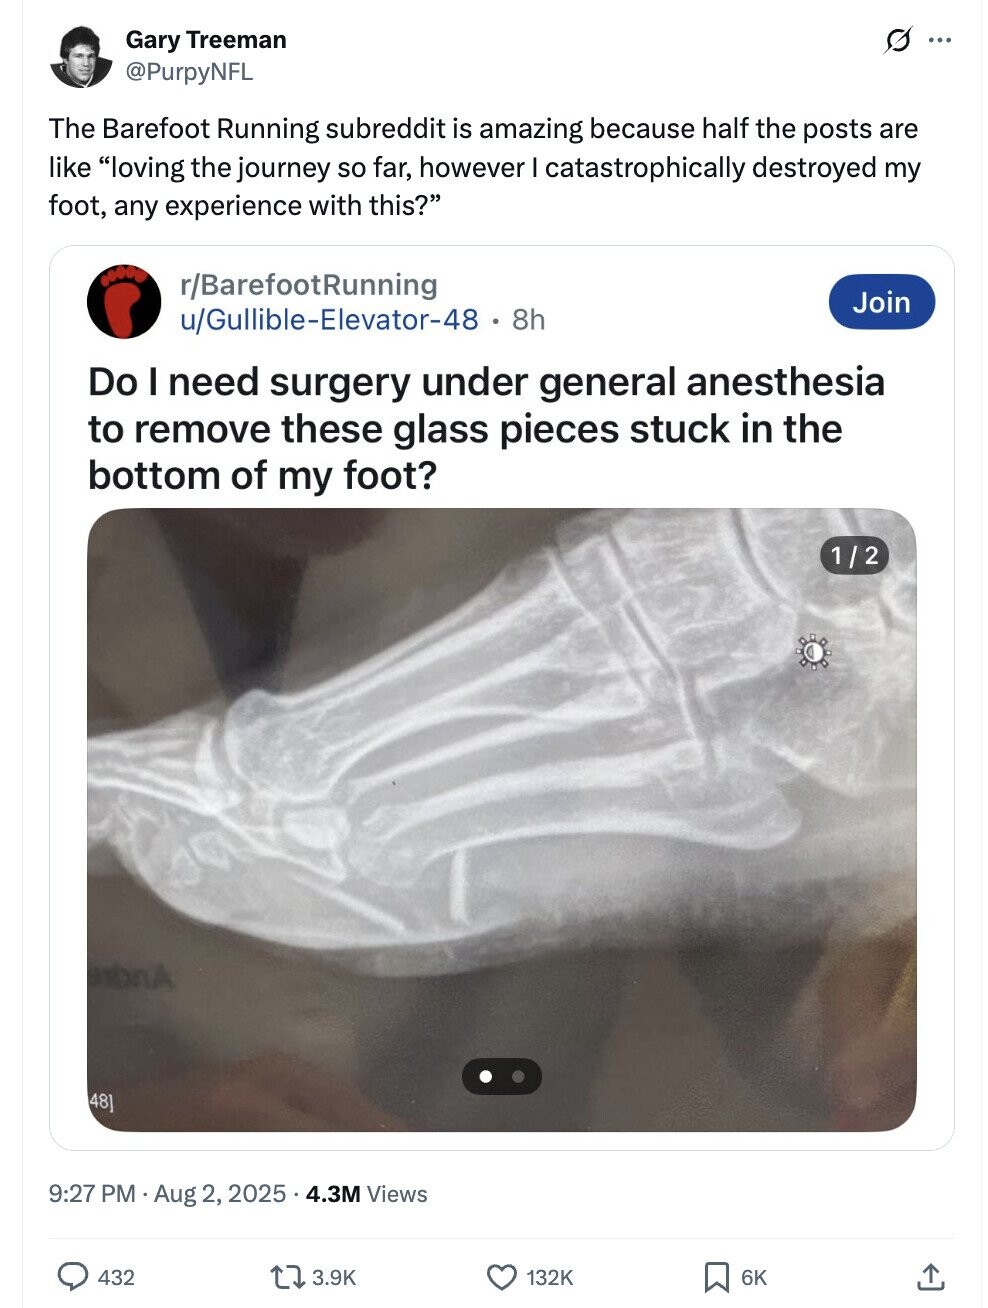 Gary Treeman
@PurpyNFL
The Barefoot Running subreddit is amazing because half the posts are
like “loving the journey so far, however I catastrophically destroyed my
foot, any experience with this?”
r/BarefootRunning
u/Gullible-Elevator-48 • 8h
Join
Do I need surgery under general anesthesia
to remove these glass pieces stuck in the
bottom of my foot?
1 / 2
48]
9:27 PM · Aug 2, 2025 · 4.3M Views
432
3.9K
132K
6K